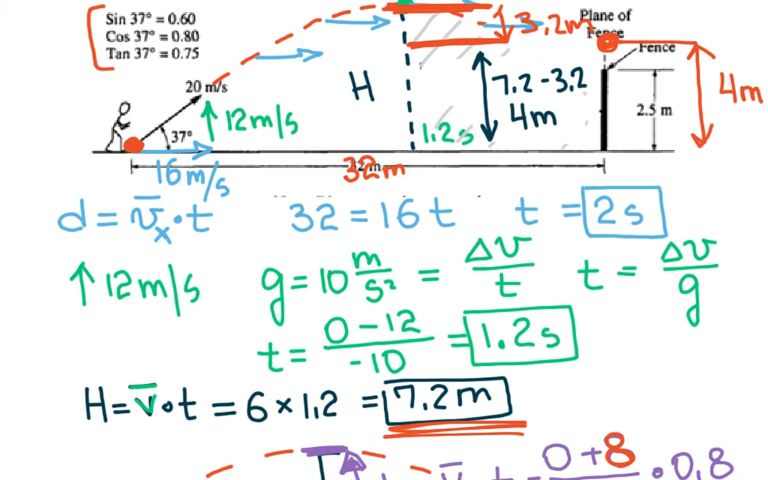 Sin 37° = 0.60
Cos 37° = 0.80
Tan 37° = 0.75
3.2m
Plane of
Fence
Fence
20 m/s
H
7.2-3.2
4m
4m
12m/s
37°
1.2s
2.5 m
16m/s
32m
d = v̅ₓ·t 32 = 16t t = 2s
↑12m/s g = 10 m/s² = Δv/t t = Δv/g
t = 0-12/-10 = 1.2s
H = v̅·t = 6×1.2 = 7.2m
0+8 · 0,8